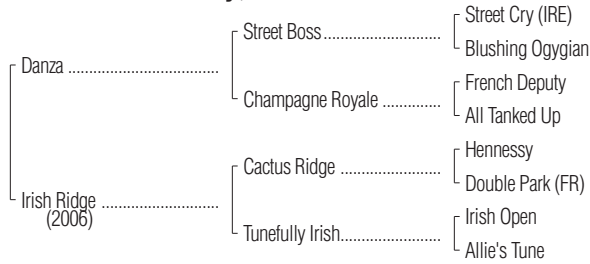 Street Cry (IRE)
Street Boss
Blushing Ogygian
Danza
French Deputy
Champagne Royale
All Tanked Up
Hennessy
Cactus Ridge
Double Park (FR)
Irish Ridge
(2006)
Irish Open
Tunefully Irish
Allie's Tune